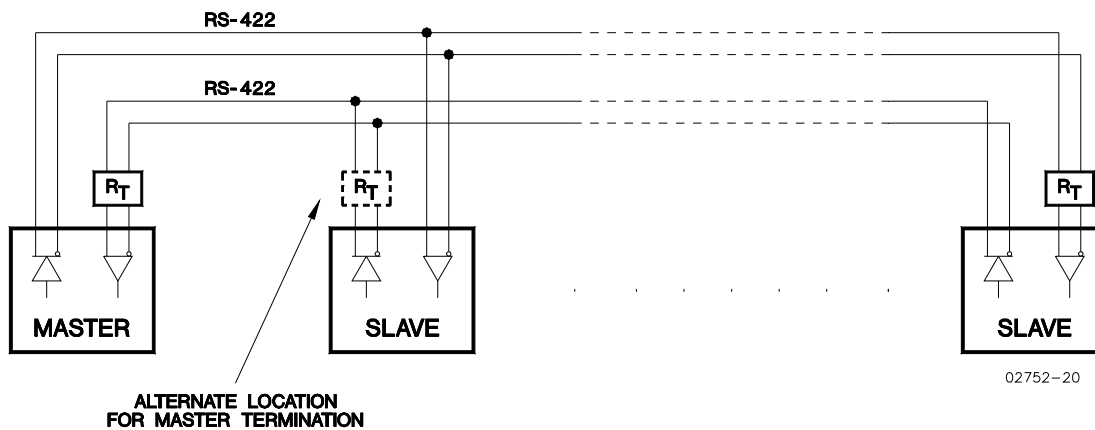 RS-422
RS-422
RT
RT
RT
MASTER
SLAVE
SLAVE
02752-20
ALTERNATE LOCATION
FOR MASTER TERMINATION